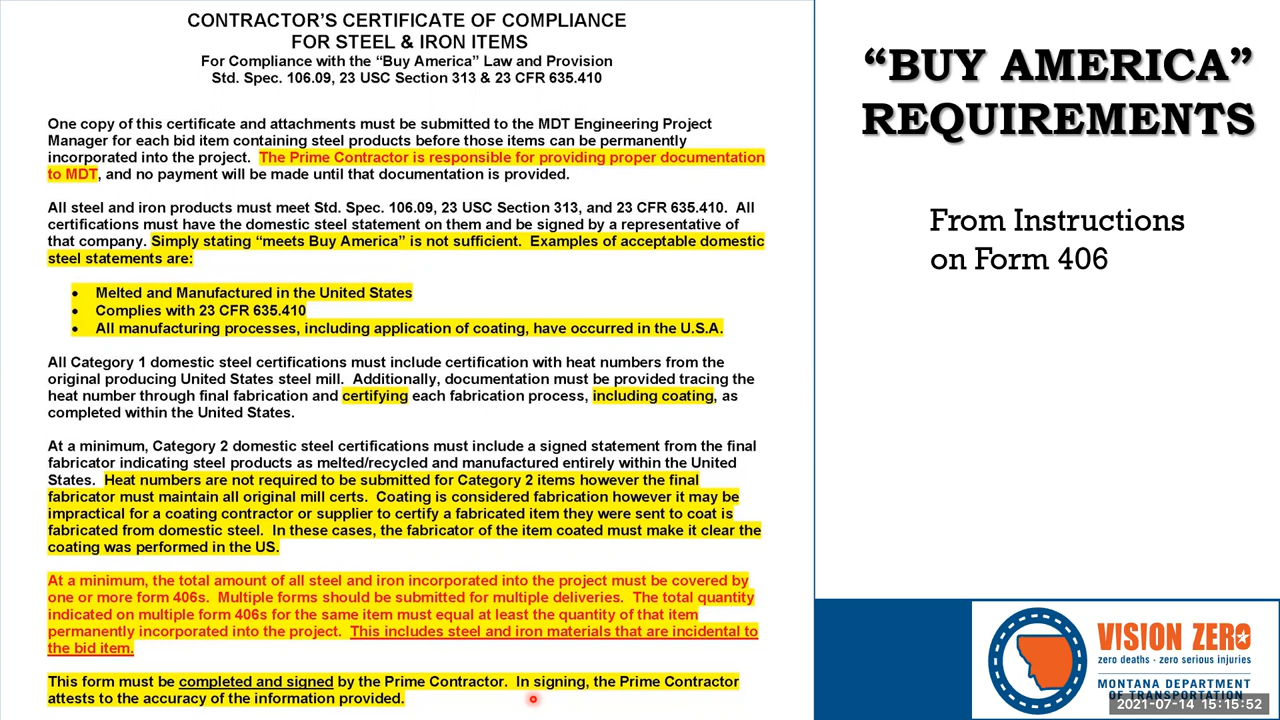 CONTRACTOR'S CERTIFICATE OF COMPLIANCE
FOR STEEL & IRON ITEMS
For Compliance with the “Buy America” Law and Provision
Std. Spec. 106.09, 23 USC Section 313 & 23 CFR 635.410
One copy of this certificate and attachments must be submitted to the MDT Engineering Project
Manager for each bid item containing steel products before those items can be permanently
incorporated into the project.  The Prime Contractor is responsible for providing proper documentation
to MDT, and no payment will be made until that documentation is provided.
All steel and iron products must meet Std. Spec. 106.09, 23 USC Section 313, and 23 CFR 635.410.  All
certifications must have the domestic steel statement on them and be signed by a representative of
that company. Simply stating “meets Buy America” is not sufficient.  Examples of acceptable domestic
steel statements are:
• Melted and Manufactured in the United States
• Complies with 23 CFR 635.410
• All manufacturing processes, including application of coating, have occurred in the U.S.A.
All Category 1 domestic steel certifications must include certification with heat numbers from the
original producing United States steel mill.  Additionally, documentation must be provided tracing the
heat number through final fabrication and certifying each fabrication process, including coating, as
completed within the United States.
At a minimum, Category 2 domestic steel certifications must include a signed statement from the final
fabricator indicating steel products as melted/recycled and manufactured entirely within the United
States.  Heat numbers are not required to be submitted for Category 2 items however the final
fabricator must maintain all original mill certs.  Coating is considered fabrication however it may be
impractical for a coating contractor or supplier to certify a fabricated item they were sent to coat is
fabricated from domestic steel.  In these cases, the fabricator of the item coated must make it clear the
coating was performed in the US.
At a minimum, the total amount of all steel and iron incorporated into the project must be covered by
one or more form 406s.  Multiple forms should be submitted for multiple deliveries.  The total quantity
indicated on multiple form 406s for the same item must equal at least the quantity of that item
permanently incorporated into the project.  This includes steel and iron materials that are incidental to
the bid item.
This form must be completed and signed by the Prime Contractor.  In signing, the Prime Contractor
attests to the accuracy of the information provided.
“BUY AMERICA”
REQUIREMENTS
From Instructions
on Form 406
VISION ZERO
zero deaths · zero serious injuries
MONTANA DEPARTMENT
OF TRANSPORTATION
2021-07-14 15:15:52